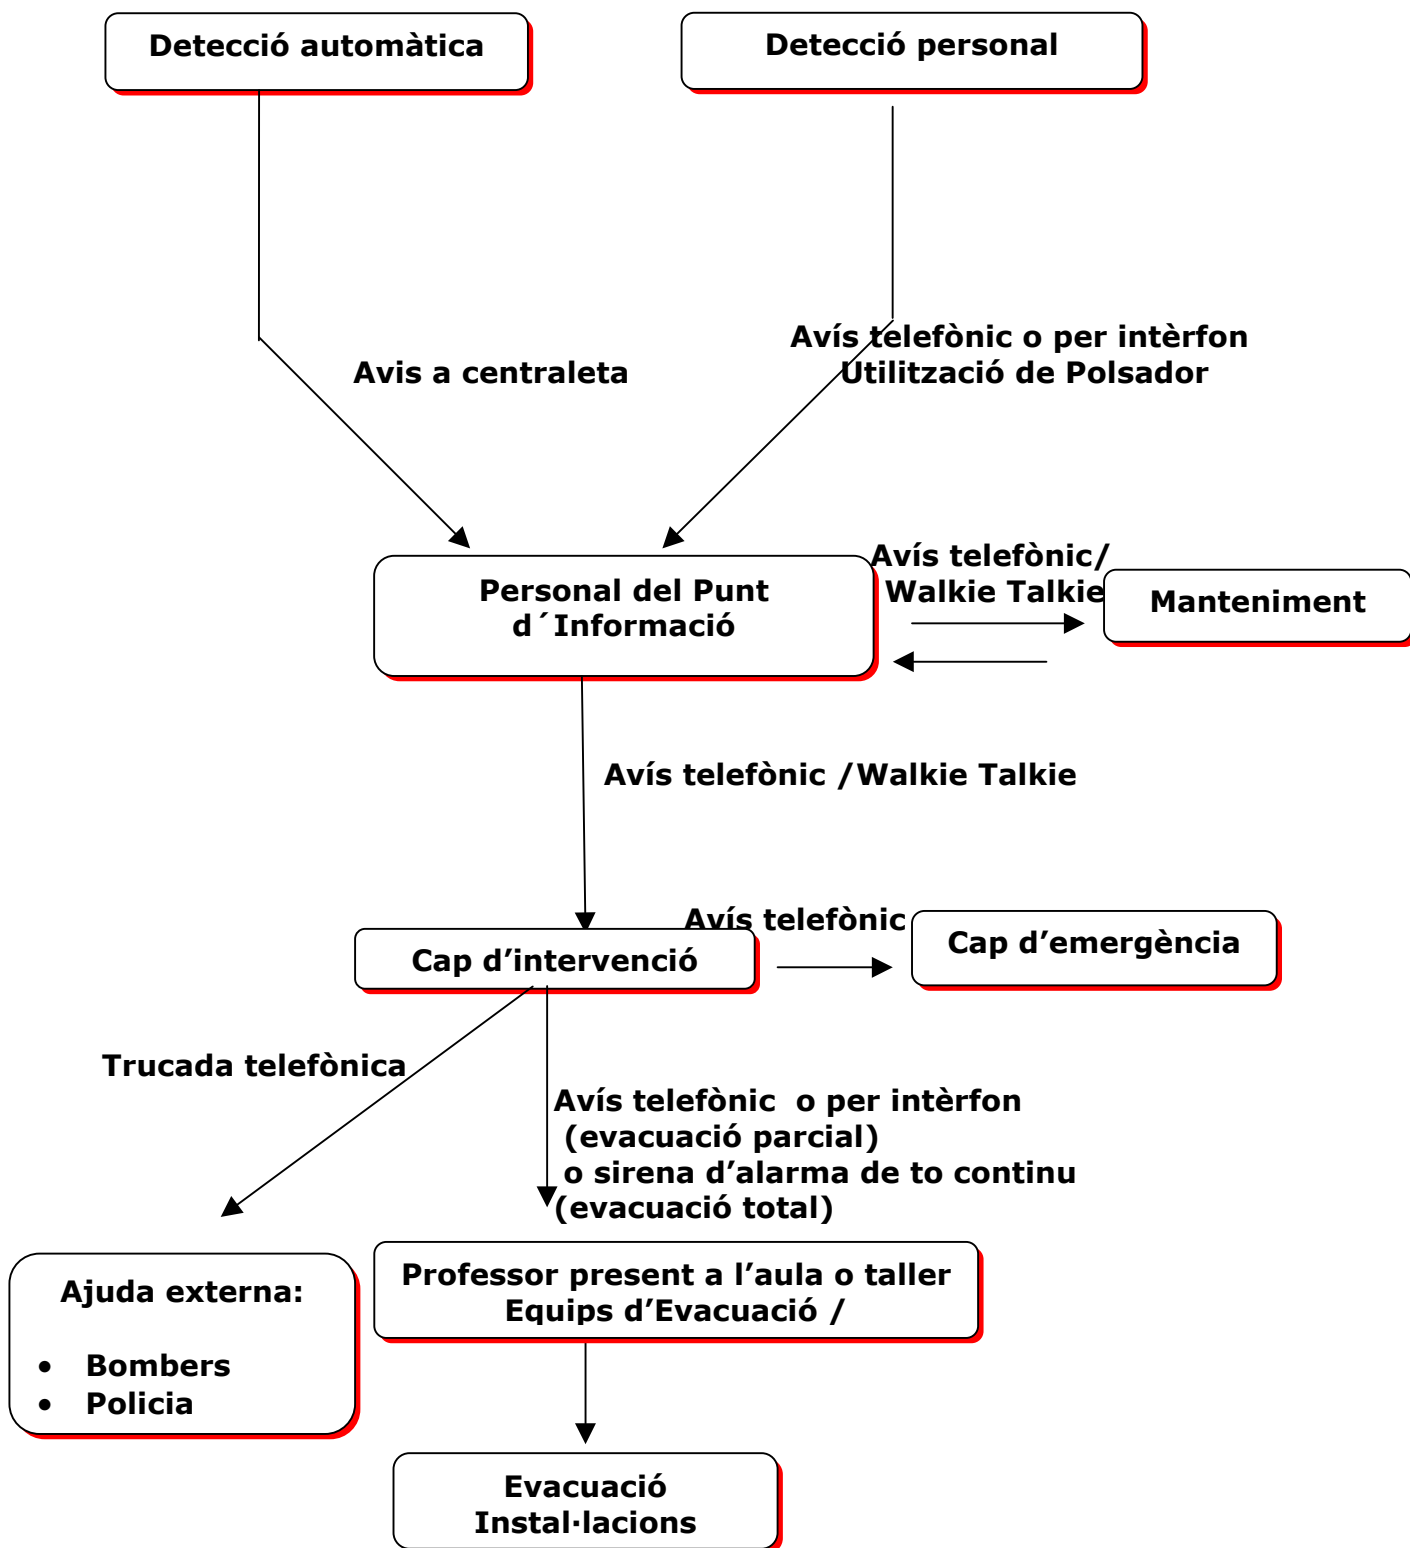 Detecció automàtica
Detecció personal
Avís telefònic o per intèrfon
Utilització de Polsador
Avis a centraleta
Personal del Punt
d´Informació
Avís telefònic/
Walkie Talkie
Manteniment
Avís telefònic /Walkie Talkie
Cap d’intervenció
Avís telefònic
Cap d’emergència
Trucada telefònica
Avís telefònic  o per intèrfon
(evacuació parcial)
o sirena d’alarma de to continu
(evacuació total)
Ajuda externa:
• Bombers
• Policia
Professor present a l’aula o taller
Equips d’Evacuació /
Evacuació
Instal·lacions